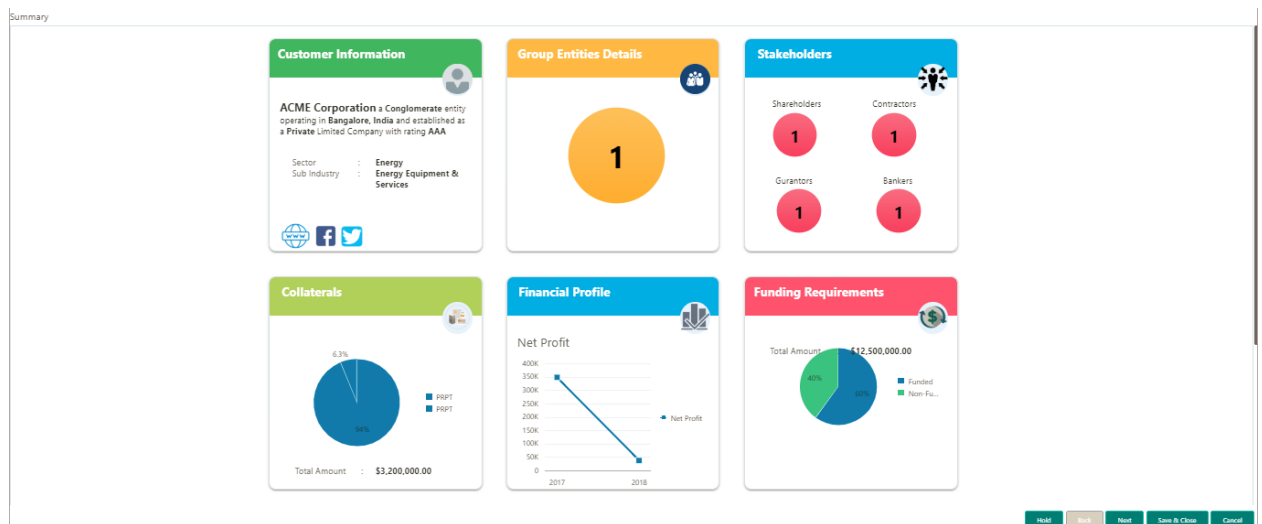 Summary
Customer Information
ACME Corporation a Conglomerate entity
operating in Bangalore, India and established as
a Private Limited Company with rating AAA
Sector : Energy
Sub Industry : Energy Equipment &
Services
Group Entities Details
1
Stakeholders
Shareholders Contractors
1 1
Gurantors Bankers
1 1
Collaterals
6.3%
94%
PRPT
PRPT
Total Amount : $3,200,000.00
Financial Profile
Net Profit
400K
350K
300K
250K
200K
150K
100K
50K
0
2017 2018
Net Profit
Funding Requirements
Total Amount $12,500,000.00
40%
60%
Funded
Non-Fu...
Hold Back Next Save & Close Cancel